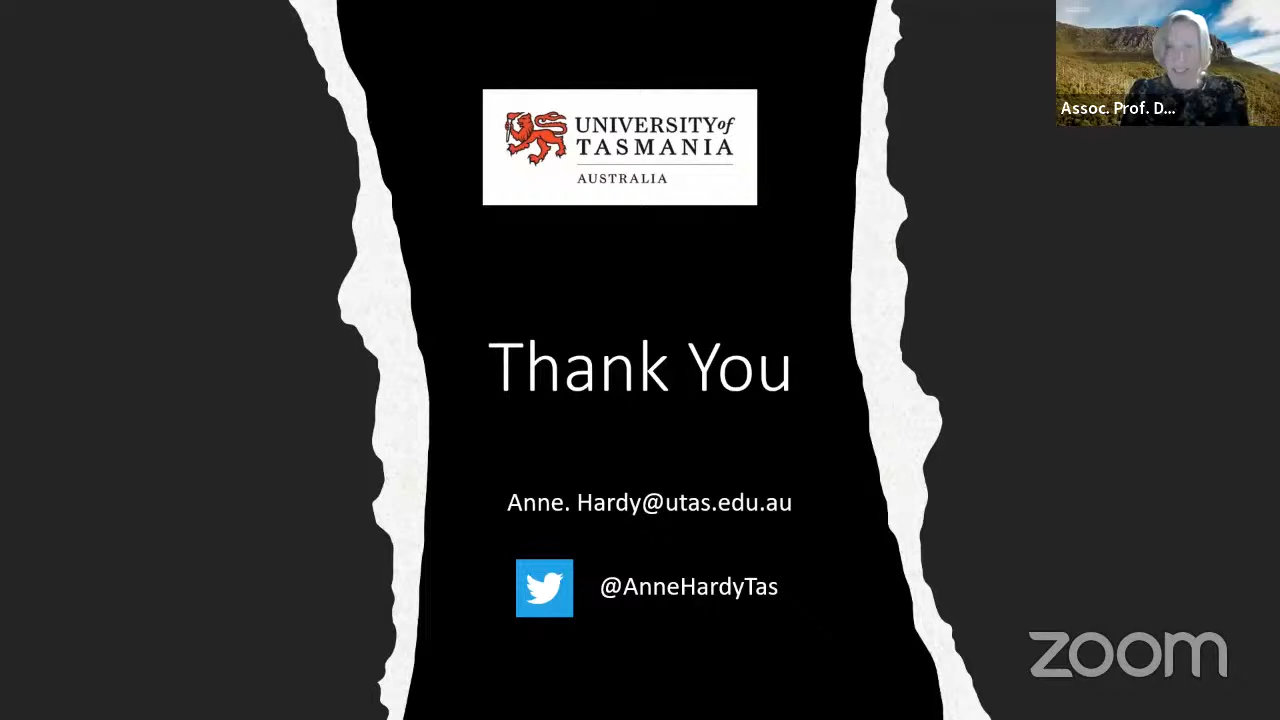 UNIVERSITY of
TASMANIA
AUSTRALIA
Assoc. Prof. D...
Thank You
Anne. Hardy@utas.edu.au
@AnneHardyTas
zoom